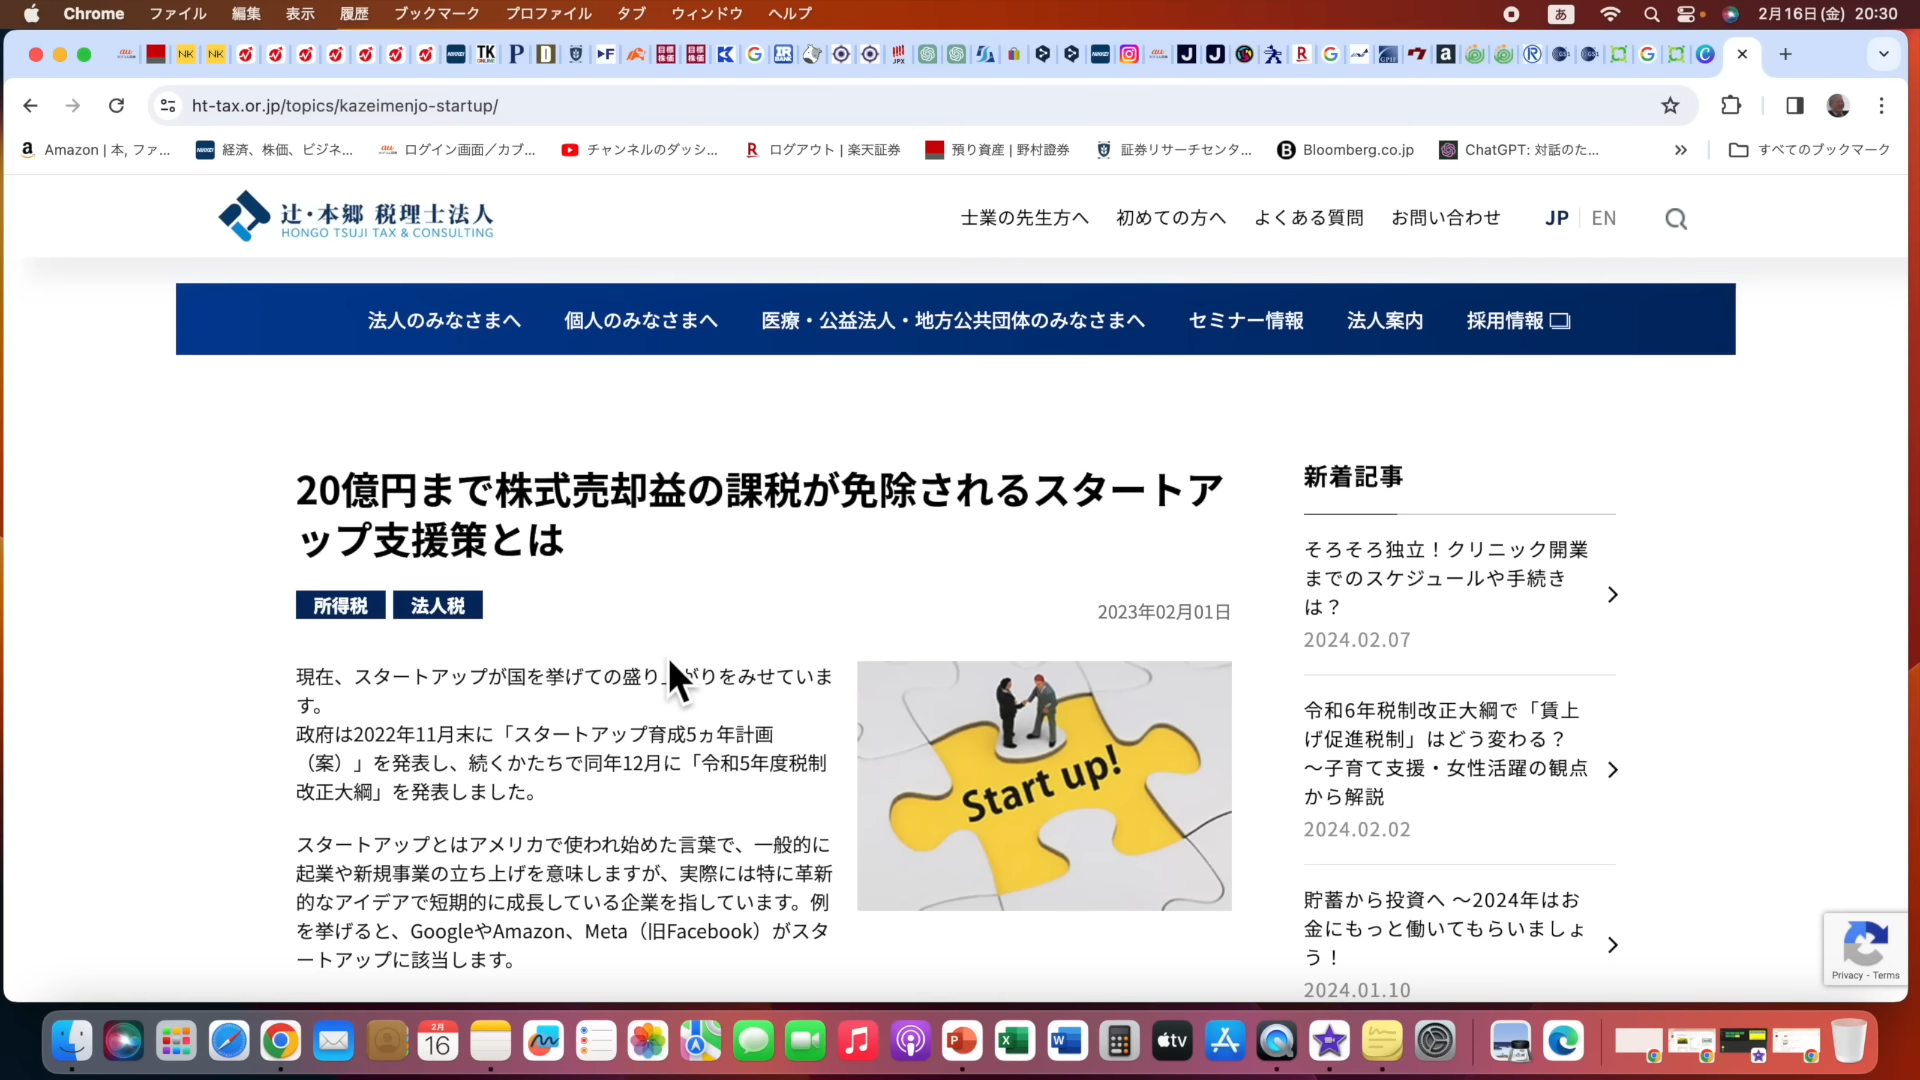 Chrome ファイル 編集 表示 履歴 ブックマーク プロファイル タブ ウィンドウ ヘルプ あ 2月16日(金) 20:30
ht-tax.or.jp/topics/kazeimenjo-startup/
Amazon | 本, ファ... 経済、株価、ビジネ... ログイン画面／カブ... チャンネルのダッシ... ログアウト | 楽天証券 預り資産 | 野村證券 証券リサーチセンタ... Bloomberg.co.jp ChatGPT: 対話のた... すべてのブックマーク
辻・本郷 税理士法人
HONGO TSUJI TAX & CONSULTING
士業の先生方へ 初めての方へ よくある質問 お問い合わせ JP EN
法人のみなさまへ 個人のみなさまへ 医療・公益法人・地方公共団体のみなさまへ セミナー情報 法人案内 採用情報
20億円まで株式売却益の課税が免除されるスタートア
ップ支援策とは
所得税 法人税
2023年02月01日
現在、スタートアップが国を挙げての盛り上がりをみせていま
す。
政府は2022年11月末に「スタートアップ育成5ヵ年計画
（案）」を発表し、続くかたちで同年12月に「令和5年度税制
改正大綱」を発表しました。
スタートアップとはアメリカで使われ始めた言葉で、一般的に
起業や新規事業の立ち上げを意味しますが、実際には特に革新
的なアイデアで短期的に成長している企業を指しています。例
を挙げると、GoogleやAmazon、Meta（旧Facebook）がスタ
ートアップに該当します。
Start up!
新着記事
そろそろ独立！クリニック開業
までのスケジュールや手続き
は？
2024.02.07
令和6年税制改正大綱で「賃上
げ促進税制」はどう変わる？
～子育て支援・女性活躍の観点
から解説
2024.02.02
貯蓄から投資へ ～2024年はお
金にもっと働いてもらいましょ
う！
2024.01.10
Privacy - Terms
2月
16
tv